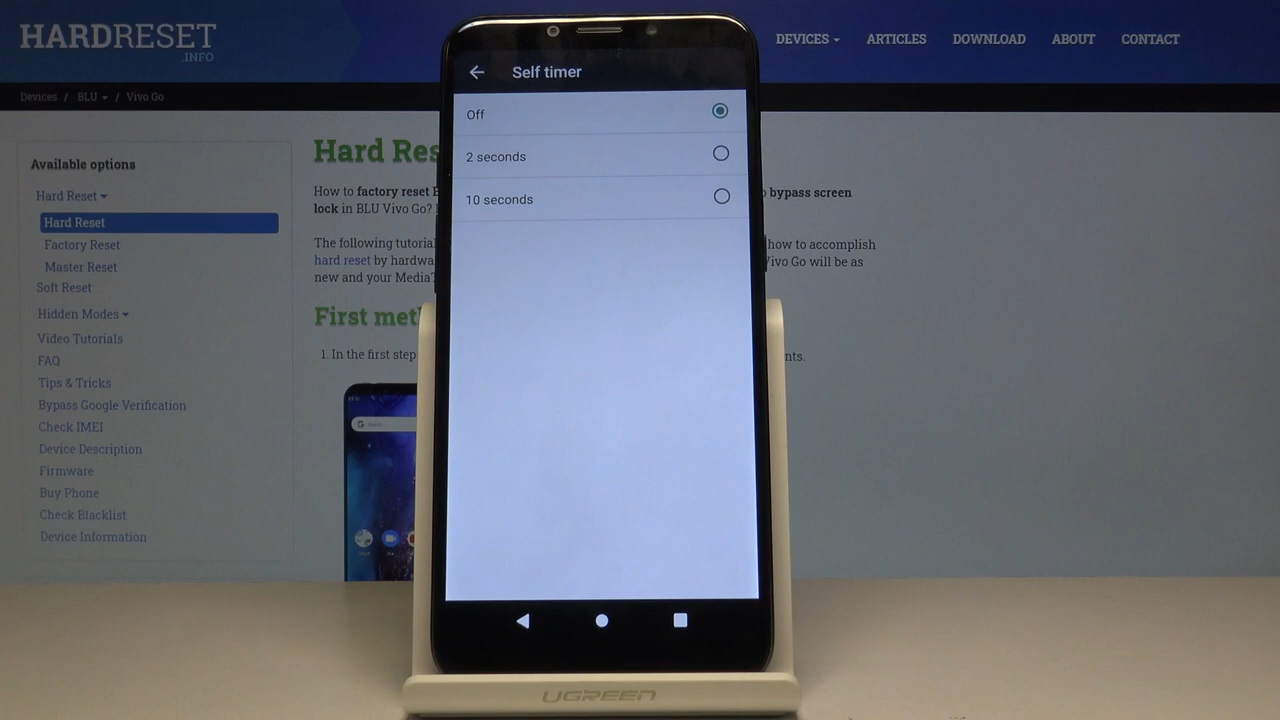 HARDRESET
.INFO
DEVICES
ARTICLES
DOWNLOAD
ABOUT
CONTACT
Devices / BLU / Vivo Go
Available options
Hard Reset
Hard Reset
Factory Reset
Master Reset
Soft Reset
Hidden Modes
Video Tutorials
FAQ
Tips & Tricks
Bypass Google Verification
Check IMEI
Device Description
Firmware
Buy Phone
Check Blacklist
Device Information
Hard Res
How to factory reset
bypass screen
lock in BLU Vivo Go?
The following tutorial
how to accomplish
hard reset by hardwa
Vivo Go will be as
new and your Media
First met
1. In the first step
nts.
Self timer
Off
2 seconds
10 seconds
UGREEN